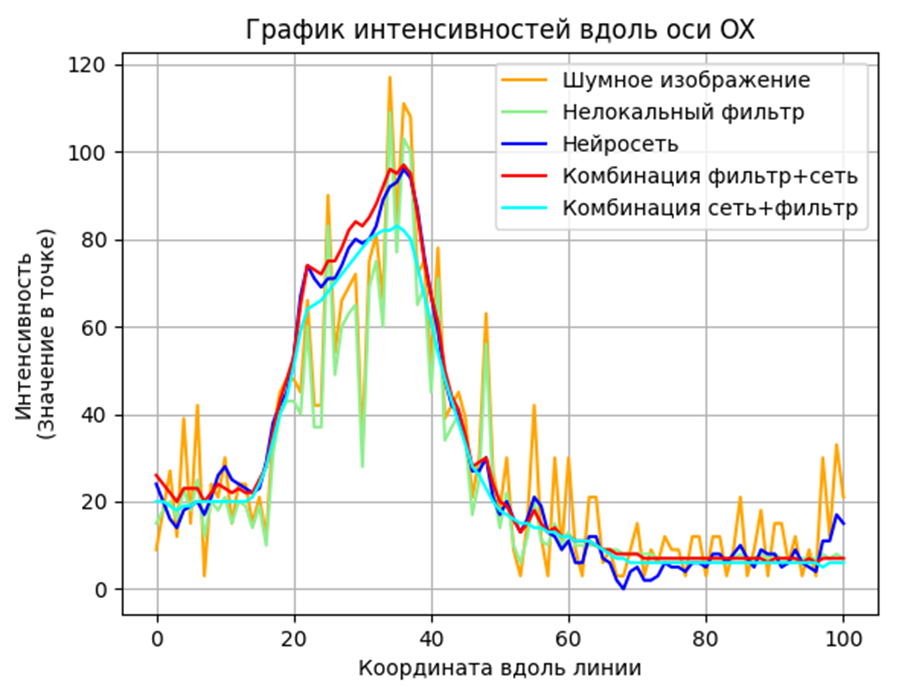 График интенсивностей вдоль оси OX
Интенсивность
(значение в точке)
120
100
80
60
40
20
0
Шумное изображение
Нелокальный фильтр
Нейросеть
Комбинация фильтр+сеть
Комбинация сеть+фильтр
0 20 40 60 80 100
Координата вдоль линии